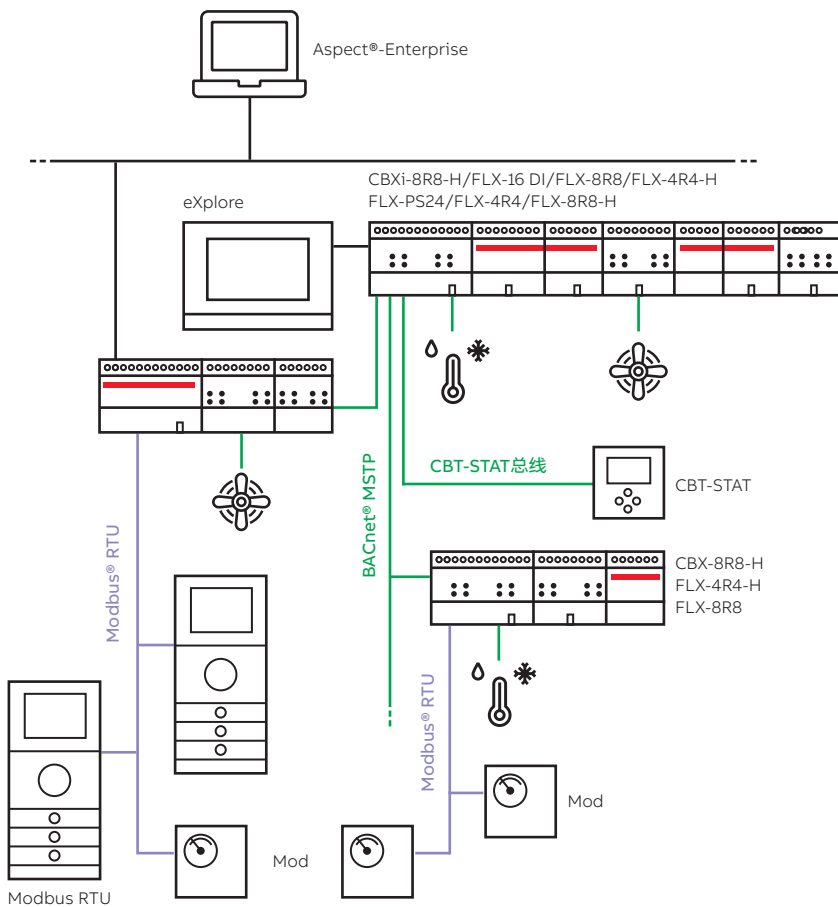 Aspect®-Enterprise
CBXi-8R8-H/FLX-16 DI/FLX-8R8/FLX-4R4-H
FLX-PS24/FLX-4R4/FLX-8R8-H
eXplore
CBT-STAT总线
CBT-STAT
BACnet® MSTP
Modbus® RTU
CBX-8R8-H
FLX-4R4-H
FLX-8R8
Modbus® RTU
Mod
Mod
Modbus RTU